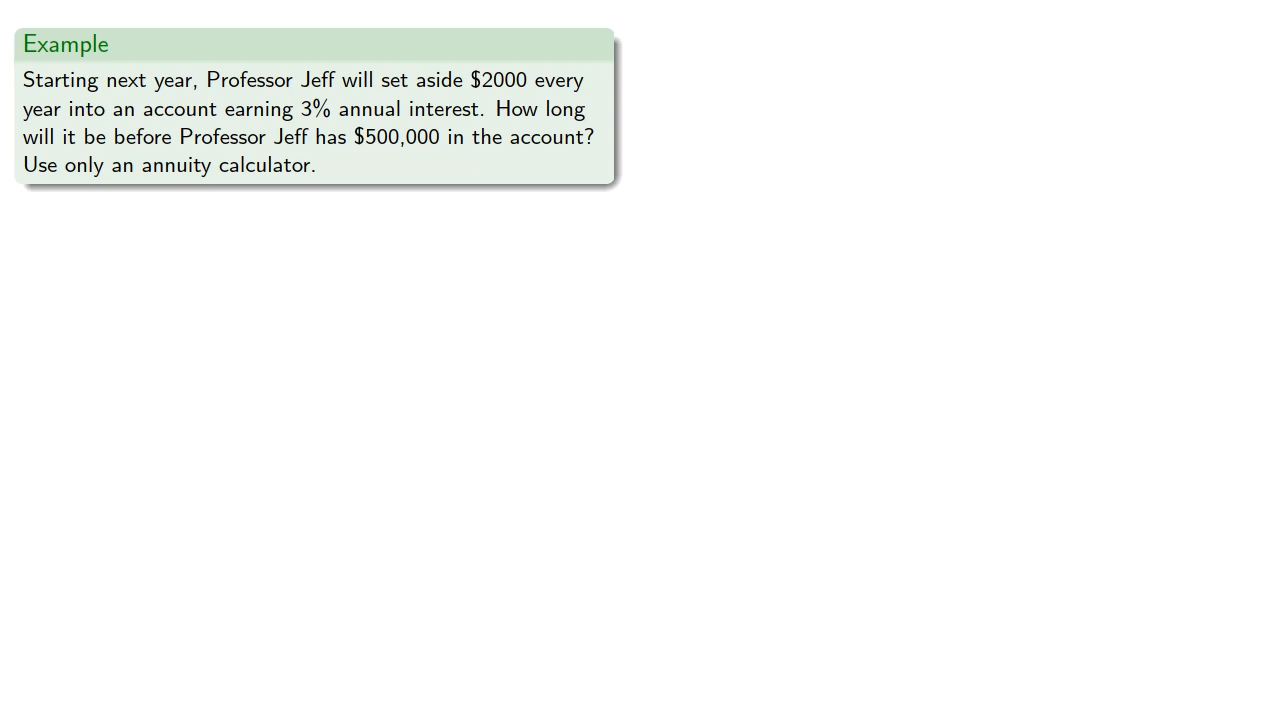 Example
Starting next year, Professor Jeff will set aside $2000 every
year into an account earning 3% annual interest. How long
will it be before Professor Jeff has $500,000 in the account?
Use only an annuity calculator.